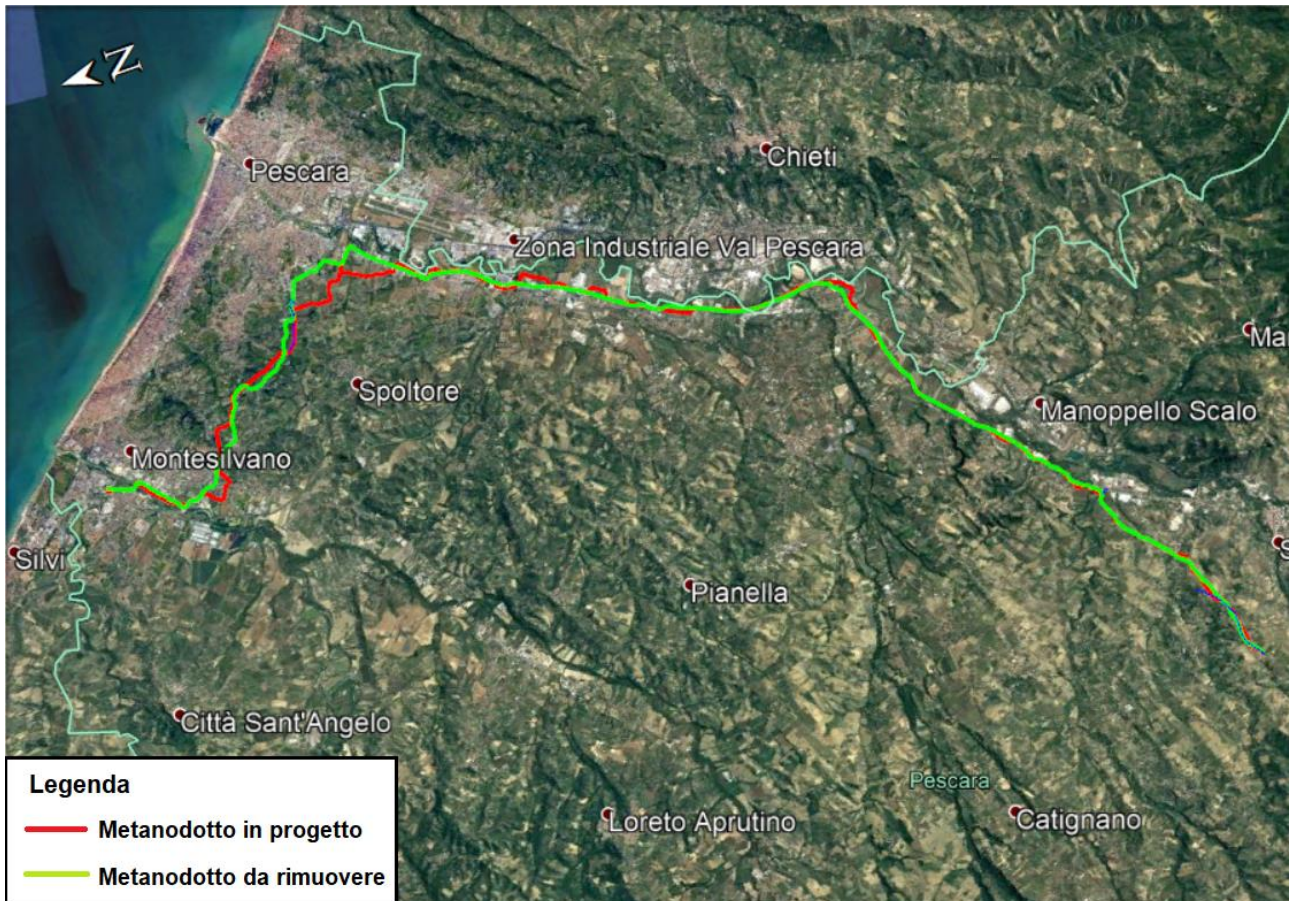 N
Pescara
Chieti
Zona Industriale Val Pescara
Spoltore
Manoppello Scalo
Montesilvano
Silvi
Pianella
Città Sant'Angelo
Pescara
Loreto Aprutino
Catignano
Legenda
Metanodotto in progetto
Metanodotto da rimuovere